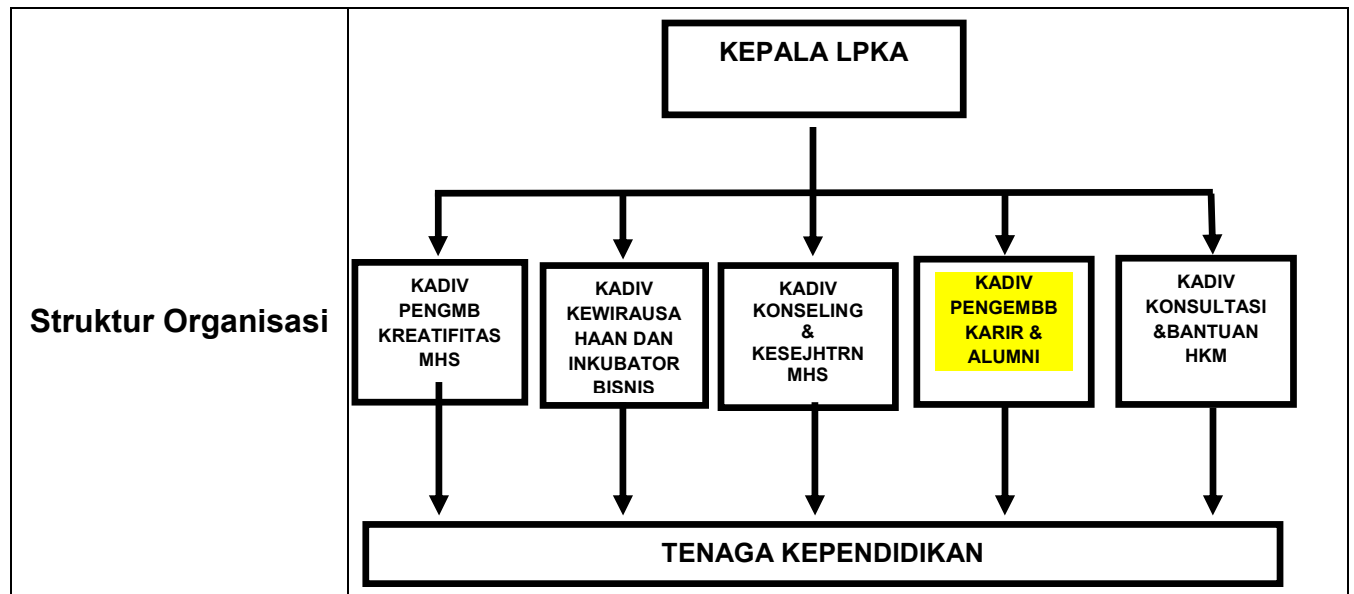 Struktur Organisasi
KEPALA LPKA
KADIV
PENGMB
KREATIFITAS
MHS
KADIV
KEWIRAUSA
HAAN DAN
INKUBATOR
BISNIS
KADIV
KONSELING
&
KESEJHTRN
MHS
KADIV
PENGEMBB
KARIR &
ALUMNI
KADIV
KONSULTASI
&BANTUAN
HKM
TENAGA KEPENDIDIKAN